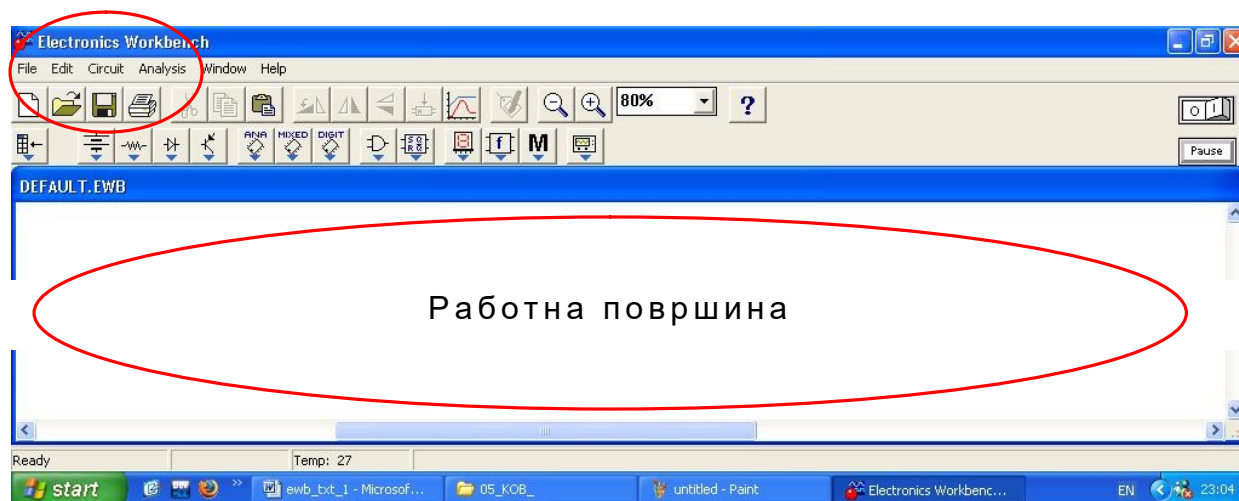 Electronics Workbench
File Edit Circuit Analysis Window Help
80% ?
ANA MIXED DIGIT M
Pause
DEFAULT.EWB
Работна површина
Ready Temp: 27
start ewb_txt_1 - Microsof... 05_KOB_ untitled - Paint Electronics Workbenc... EN 23:04